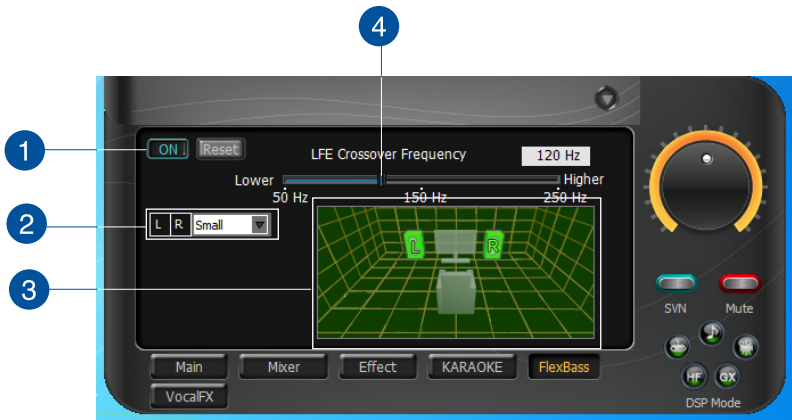 4
1
ON Reset
LFE Crossover Frequency 120 Hz
Lower Higher
50 Hz 150 Hz 250 Hz
2
L R Small
L R
3
SVN Mute
Main Mixer Effect KARAOKE FlexBass
VocalFX
HF GX
DSP Mode